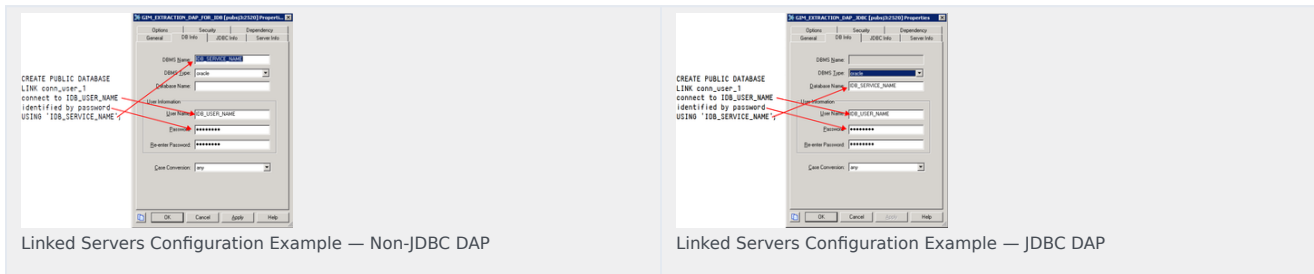 GIM_EXTRACTION_DAP_FOR_IDB [pubsjs2520] Properti...
Options Security Dependency
General DB Info JDBC Info Server Info
DBMS Name: IDB_SERVICE_NAME
DBMS Type: oracle
Database Name:
User Information
User Name: IDB_USER_NAME
Password: ********
Re-enter Password: ********
Case Conversion: any
OK Cancel Apply Help
CREATE PUBLIC DATABASE
LINK conn_user_1
connect to IDB_USER_NAME
identified by password
USING 'IDB_SERVICE_NAME';
Linked Servers Configuration Example — Non-JDBC DAP
GIM_EXTRACTION_DAP_JDBC [pubsjs2520] Properties
Options Security Dependency
General DB Info JDBC Info Server Info
DBMS Name:
DBMS Type: oracle
Database Name: IDB_SERVICE_NAME
User Information
User Name: IDB_USER_NAME
Password: ********
Re-enter Password: ********
Case Conversion: any
OK Cancel Apply Help
CREATE PUBLIC DATABASE
LINK conn_user_1
connect to IDB_USER_NAME
identified by password
USING 'IDB_SERVICE_NAME';
Linked Servers Configuration Example — JDBC DAP